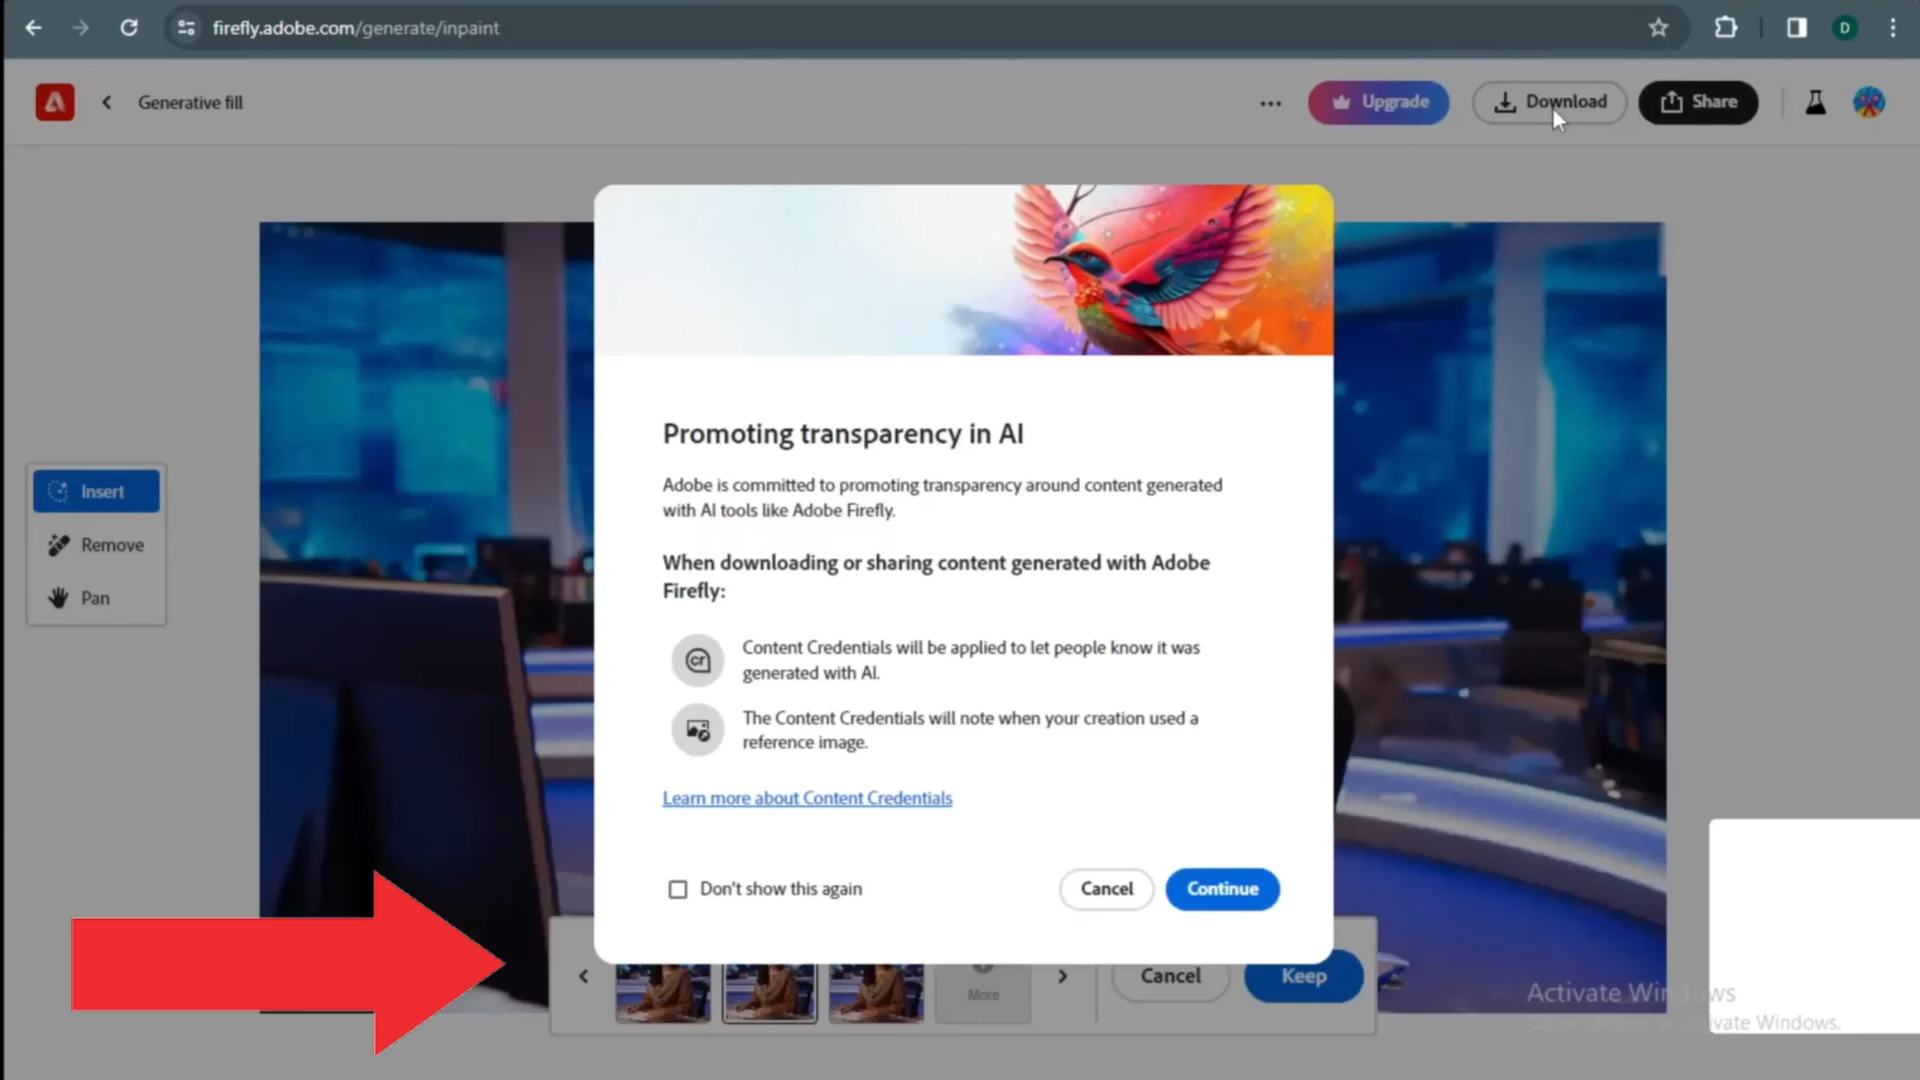 firefly.adobe.com/generate/inpaint
D
Generative fill
Upgrade
Download
Share
Promoting transparency in AI
Adobe is committed to promoting transparency around content generated
with AI tools like Adobe Firefly.
When downloading or sharing content generated with Adobe
Firefly:
cr
Content Credentials will be applied to let people know it was
generated with AI.
The Content Credentials will note when your creation used a
reference image.
Learn more about Content Credentials
Don't show this again
Cancel
Continue
Insert
Remove
Pan
More
Cancel
Keep
Activate Windows
vate Windows.